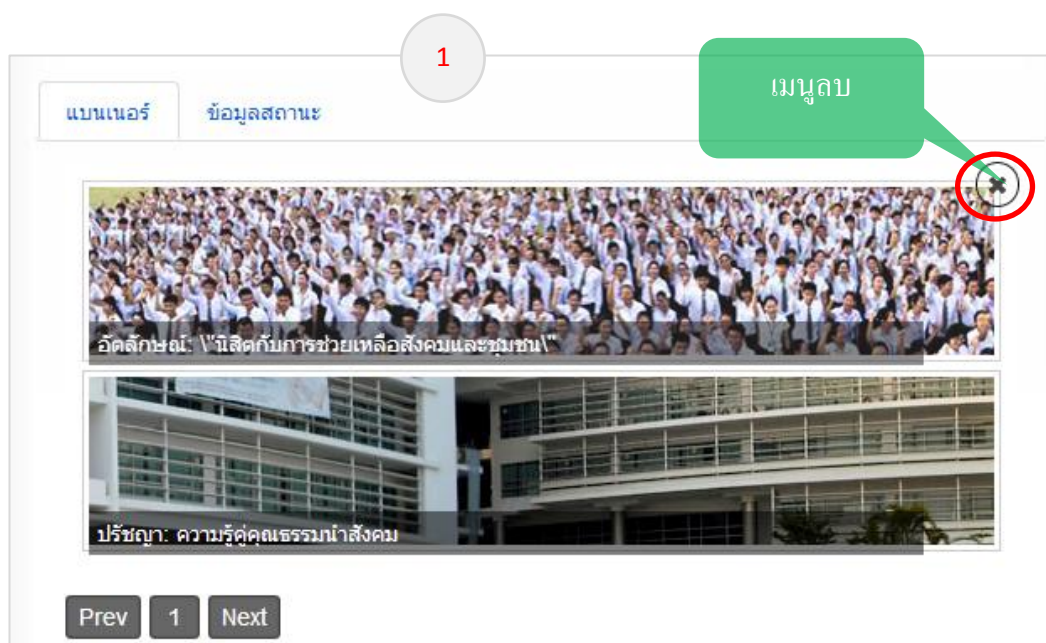 1
เมนูลบ
แบนเนอร์ ข้อมูลสถานะ
อัตลักษณ์: \"นิสิตกับการช่วยเหลือสังคมและชุมชน\"
ปรัชญา: ความรู้คู่คุณธรรมนำสังคม
Prev 1 Next